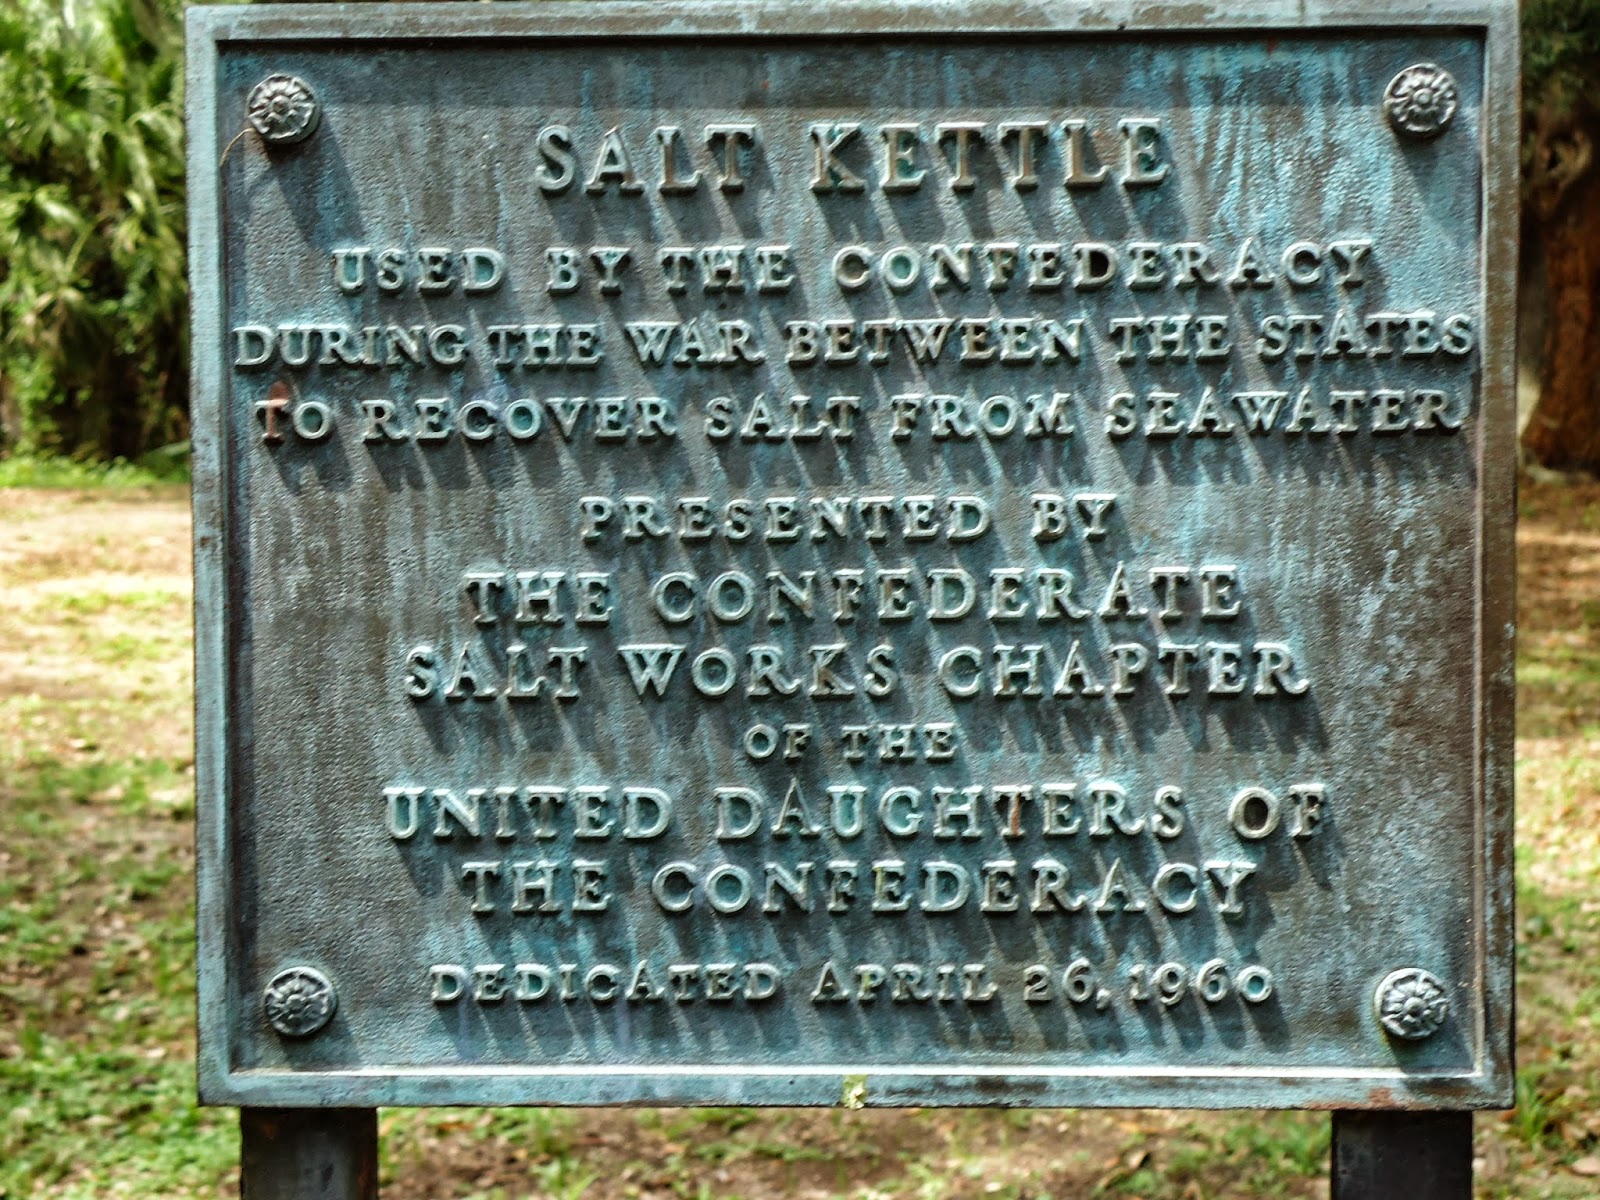 SALT KETTLE
USED BY THE CONFEDERACY
DURING THE WAR BETWEEN THE STATES
TO RECOVER SALT FROM SEAWATER
PRESENTED BY
THE CONFEDERATE
SALT WORKS CHAPTER
OF THE
UNITED DAUGHTERS OF
THE CONFEDERACY
DEDICATED APRIL 26, 1960